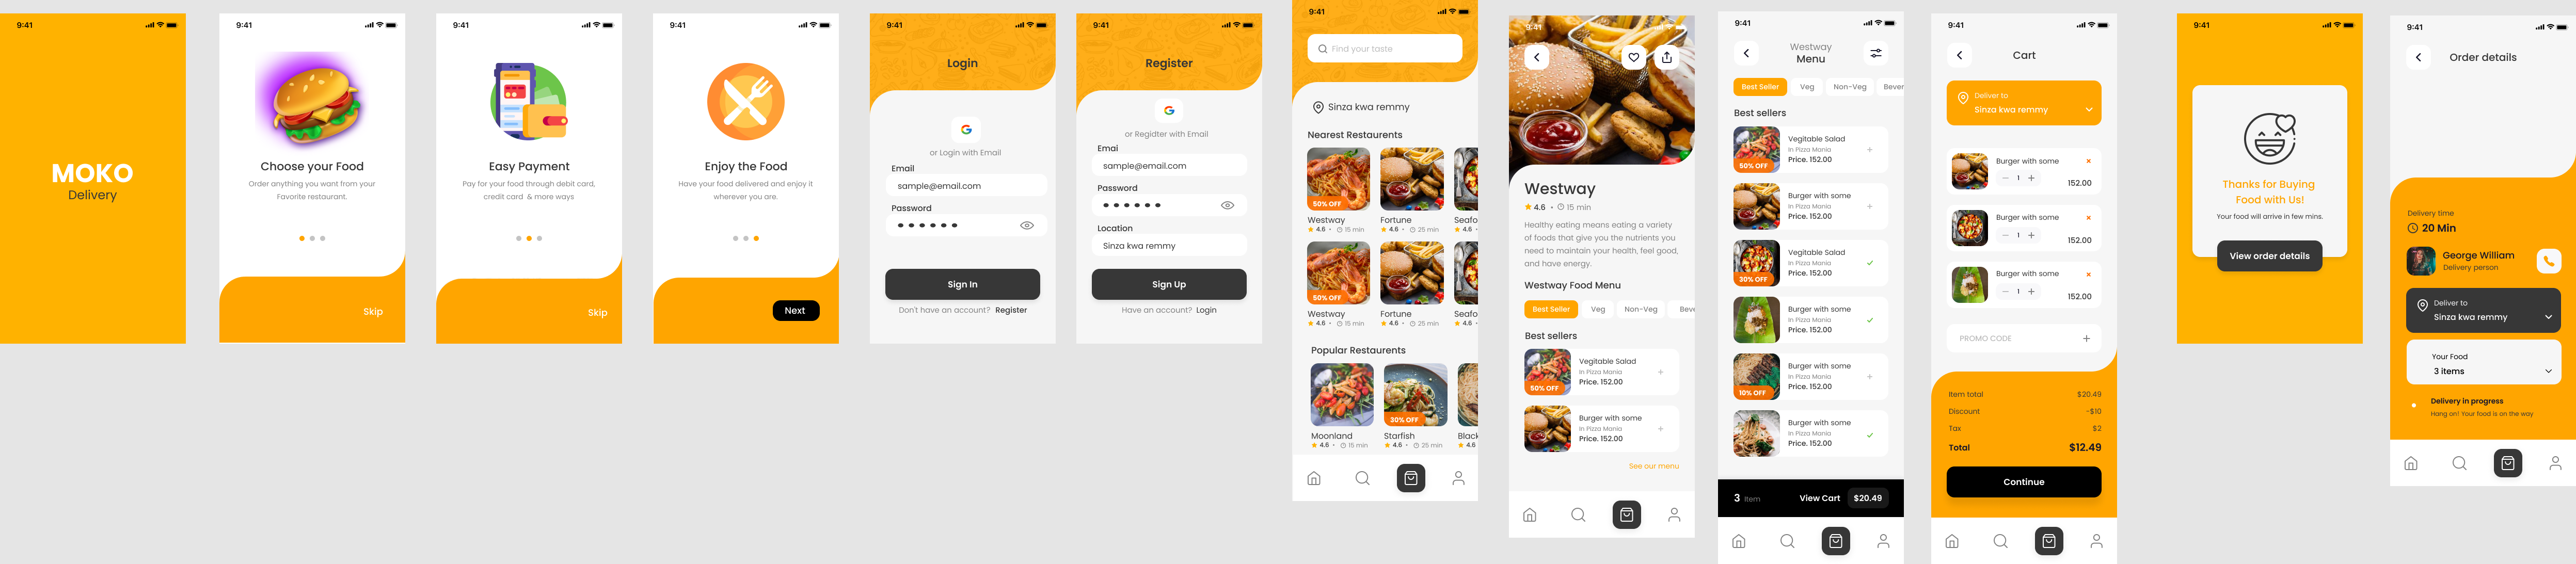 9:41
MOKO
Delivery
9:41
Choose your Food
Order anything you want from your
Favorite restaurant.
Skip
9:41
Easy Payment
Pay for your food through debit card,
credit card & more ways
Skip
9:41
Enjoy the Food
Have your food delivered and enjoy it
wherever you are.
Next
9:41
Login
G
or Login with Email
Email
sample@email.com
Password
Sign In
Don't have an account? Register
9:41
Register
G
or Regidter with Email
Emai
sample@email.com
Password
Location
Sinza kwa remmy
Sign Up
Have an account? Login
9:41
Find your taste
Sinza kwa remmy
Nearest Restaurents
50% OFF
Westway
4.6 • 15 min
Fortune
4.6 • 25 min
Seafo
4.6 •
50% OFF
Westway
4.6 • 15 min
Fortune
4.6 • 25 min
Seafo
4.6 •
Popular Restaurents
Moonland
4.6 • 15 min
30% OFF
Starfish
4.6 • 25 min
Black
4.6
9:41
Westway
4.6 • 15 min
Healthy eating means eating a variety
of foods that give you the nutrients you
need to maintain your health, feel good,
and have energy.
Westway Food Menu
Best Seller Veg Non-Veg Beve
Best sellers
50% OFF
Vegitable Salad
In Pizza Mania
Price. 152.00
Burger with some
In Pizza Mania
Price. 152.00
See our menu
9:41
Westway
Menu
Best Seller Veg Non-Veg Bever
Best sellers
50% OFF
Vegitable Salad
In Pizza Mania
Price. 152.00
Burger with some
In Pizza Mania
Price. 152.00
30% OFF
Vegitable Salad
In Pizza Mania
Price. 152.00
Burger with some
In Pizza Mania
Price. 152.00
10% OFF
Burger with some
In Pizza Mania
Price. 152.00
Burger with some
In Pizza Mania
Price. 152.00
3 Item View Cart $20.49
9:41
Cart
Deliver to
Sinza kwa remmy
Burger with some
1
152.00
Burger with some
1
152.00
Burger with some
1
152.00
PROMO CODE +
Item total $20.49
Discount -$10
Tax $2
Total $12.49
Continue
9:41
Thanks for Buying
Food with Us!
Your food will arrive in few mins.
View order details
9:41
Order details
Delivery time
20 Min
George William
Delivery person
Deliver to
Sinza kwa remmy
Your Food
3 items
Delivery in progress
Hang on! Your food is on the way